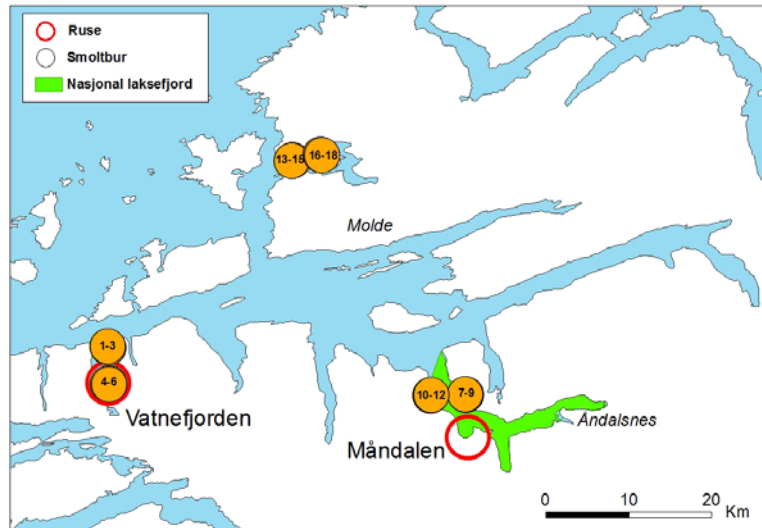 Ruse
Smoltbur
Nasjonal laksefjord
13-15
16-18
Molde
1-3
4-6
Vatnefjorden
10-12
7-9
Åndalsnes
Måndalen
0 10 20
Km